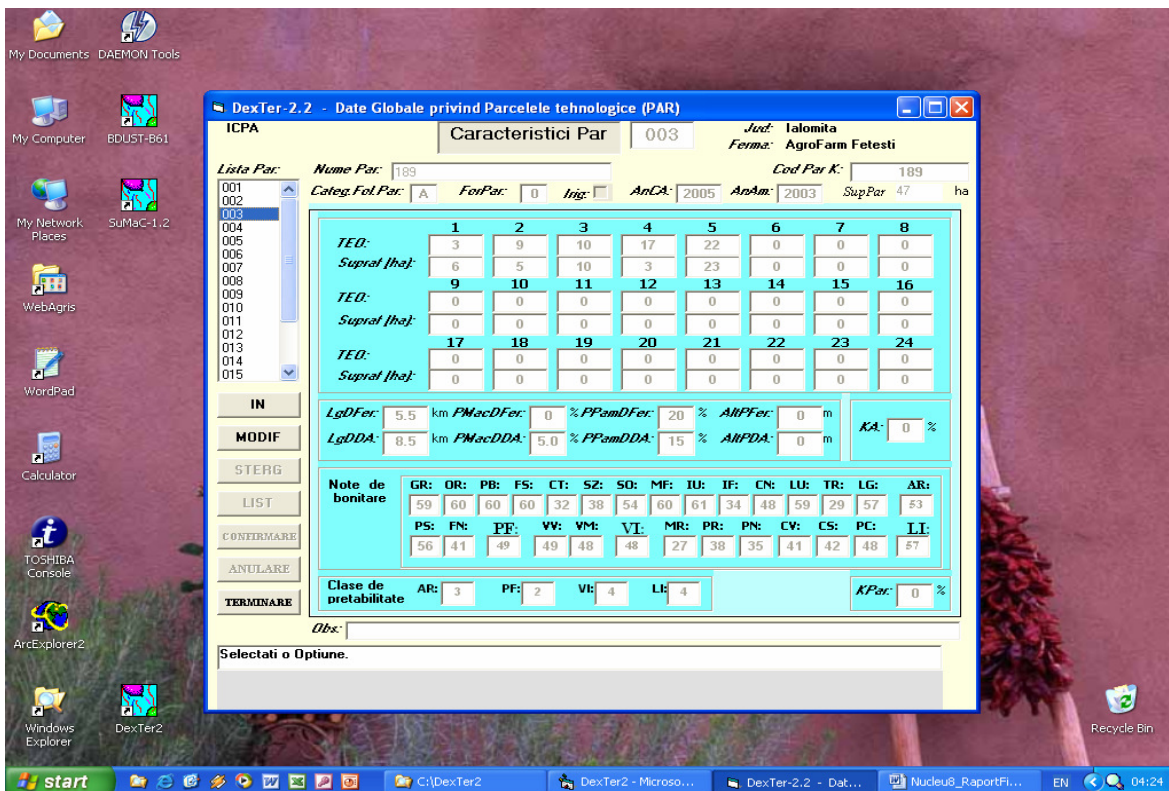 My Documents DAEMON Tools
My Computer BDUST-B61
My Network Places SuMaC-1.2
WebAgris
WordPad
Calculator
TOSHIBA Console
ArcExplorer2
Windows Explorer DexTer2
Recycle Bin
DexTer-2.2 - Date Globale privind Parcelele tehnologice (PAR)
ICPA Caracteristici Par 003 Jud: Ialomita
Ferma: AgroFarm Fetesti
Lista Par: Nume Par: 189 Cod Par K: 189
Categ.Fol.Par: A ForPar: 0 Irig: AnCA: 2005 AnAm: 2003 SupPar 47 ha
001
002
003
004
005
006
007
008
009
010
011
012
013
014
015
1 2 3 4 5 6 7 8
TEO: 3 9 10 17 22 0 0 0
Supraf [ha]: 6 5 10 3 23 0 0 0
9 10 11 12 13 14 15 16
TEO: 0 0 0 0 0 0 0 0
Supraf [ha]: 0 0 0 0 0 0 0 0
17 18 19 20 21 22 23 24
TEO: 0 0 0 0 0 0 0 0
Supraf [ha]: 0 0 0 0 0 0 0 0
IN
MODIF
STERG
LIST
CONFIRMARE
ANULARE
TERMINARE
LgDFer: 5.5 km PMacDFer: 0 % PPamDFer: 20 % AltPFer: 0 m
LgDDA: 8.5 km PMacDDA: 5.0 % PPamDDA: 15 % AltPDA: 0 m
KA: 0 %
Note de bonitare
GR: OR: PB: FS: CT: SZ: SO: MF: IU: IF: CN: LU: TR: LG: AR:
59 60 60 60 32 38 54 60 61 34 48 59 29 57 53
PS: FN: PF: VV: VM: VI: MR: PR: PN: CV: CS: PC: LI:
56 41 49 49 48 48 27 38 35 41 42 48 57
Clase de pretabilitate AR: 3 PF: 2 VI: 4 LI: 4 KPar: 0 %
Obs:
Selectati o Optiune.
start C:\DexTer2 DexTer2 - Microso... DexTer-2.2 - Dat... Nucleu8_RaportFi... EN 04:24